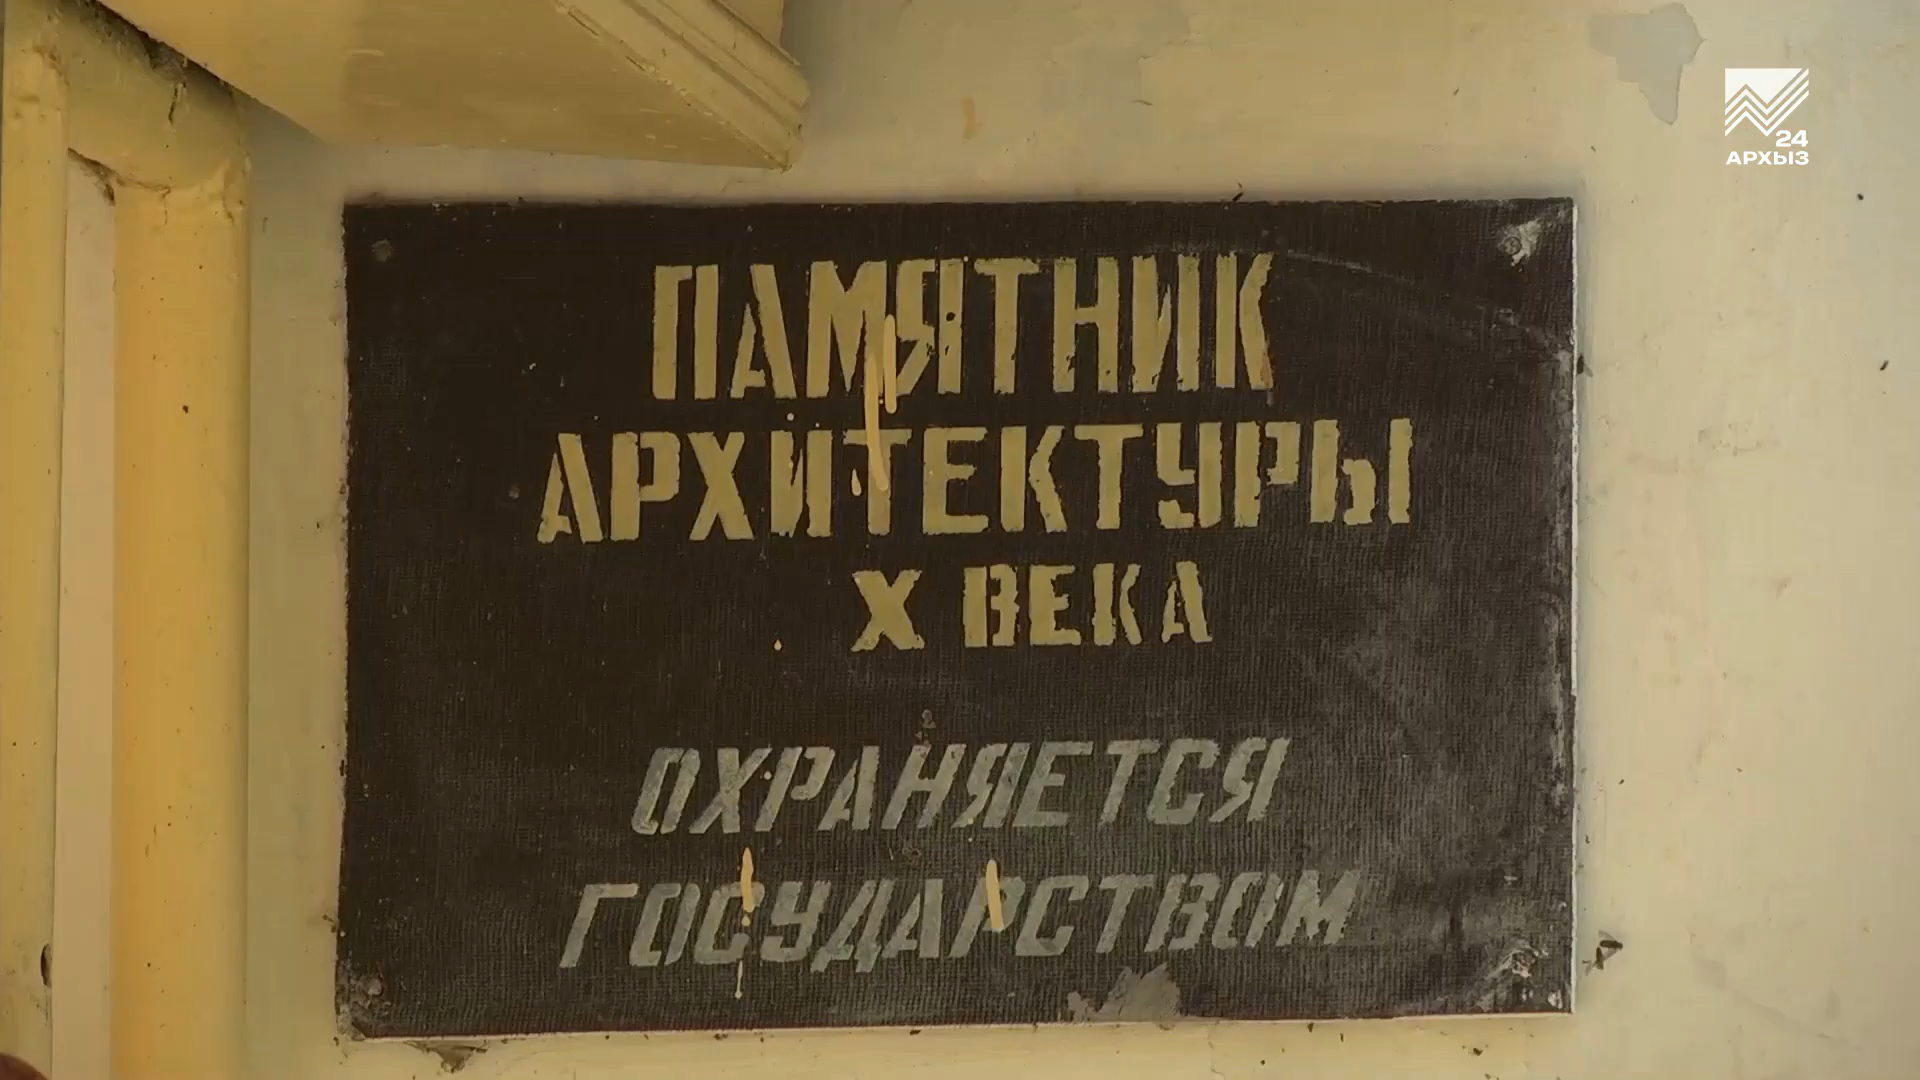 24
АРХЫЗ
ПАМЯТНИК
АРХИТЕКТУРЫ
X ВЕКА
ОХРАНЯЕТСЯ
ГОСУДАРСТВОМ